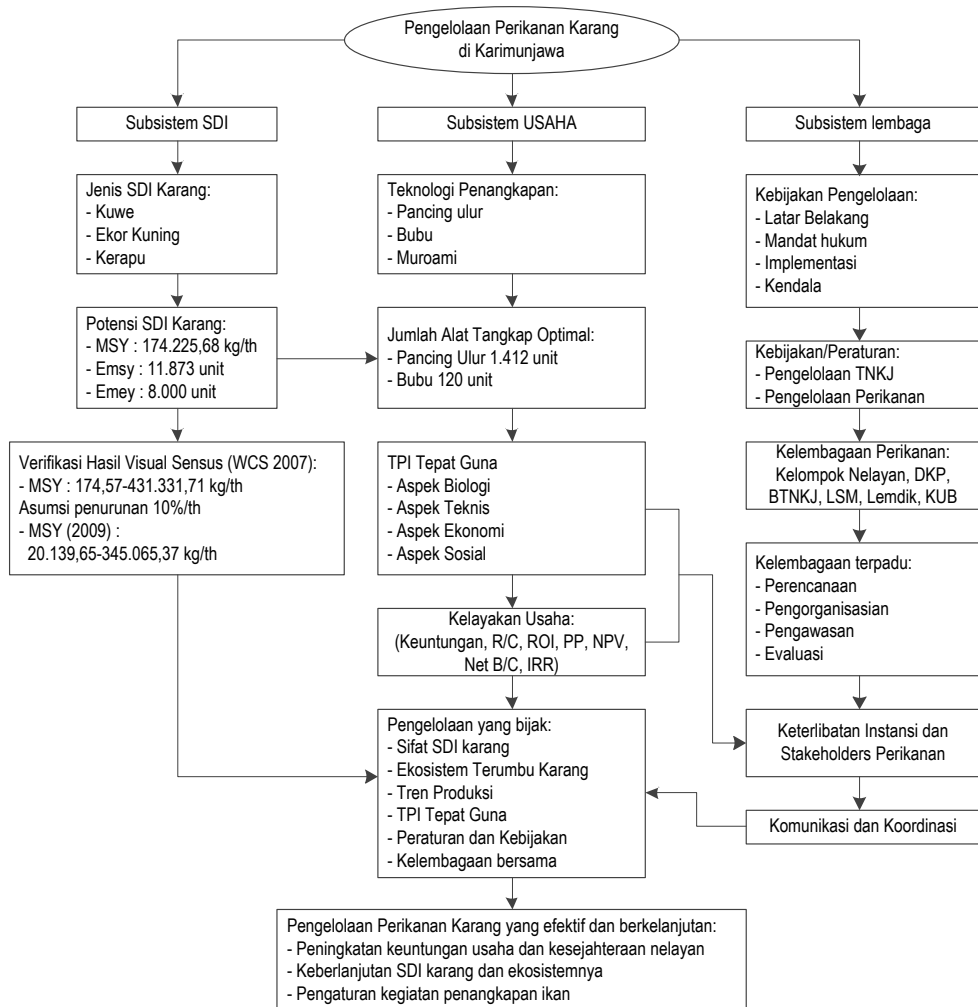 Pengelolaan Perikanan Karang
di Karimunjawa
Subsistem SDI
Subsistem USAHA
Subsistem lembaga
Jenis SDI Karang:
- Kuwe
- Ekor Kuning
- Kerapu
Teknologi Penangkapan:
- Pancing ulur
- Bubu
- Muroami
Kebijakan Pengelolaan:
- Latar Belakang
- Mandat hukum
- Implementasi
- Kendala
Potensi SDI Karang:
- MSY : 174.225,68 kg/th
- Emsy : 11.873 unit
- Emey : 8.000 unit
Jumlah Alat Tangkap Optimal:
- Pancing Ulur 1.412 unit
- Bubu 120 unit
Kebijakan/Peraturan:
- Pengelolaan TNKJ
- Pengelolaan Perikanan
Verifikasi Hasil Visual Sensus (WCS 2007):
- MSY : 174,57-431.331,71 kg/th
Asumsi penurunan 10%/th
- MSY (2009) :
20.139,65-345.065,37 kg/th
TPI Tepat Guna
- Aspek Biologi
- Aspek Teknis
- Aspek Ekonomi
- Aspek Sosial
Kelembagaan Perikanan:
Kelompok Nelayan, DKP,
BTNKJ, LSM, Lemdik, KUB
Kelembagaan terpadu:
- Perencanaan
- Pengorganisasian
- Pengawasan
- Evaluasi
Kelayakan Usaha:
(Keuntungan, R/C, ROI, PP, NPV,
Net B/C, IRR)
Pengelolaan yang bijak:
- Sifat SDI karang
- Ekosistem Terumbu Karang
- Tren Produksi
- TPI Tepat Guna
- Peraturan dan Kebijakan
- Kelembagaan bersama
Keterlibatan Instansi dan
Stakeholders Perikanan
Komunikasi dan Koordinasi
Pengelolaan Perikanan Karang yang efektif dan berkelanjutan:
- Peningkatan keuntungan usaha dan kesejahteraan nelayan
- Keberlanjutan SDI karang dan ekosistemnya
- Pengaturan kegiatan penangkapan ikan